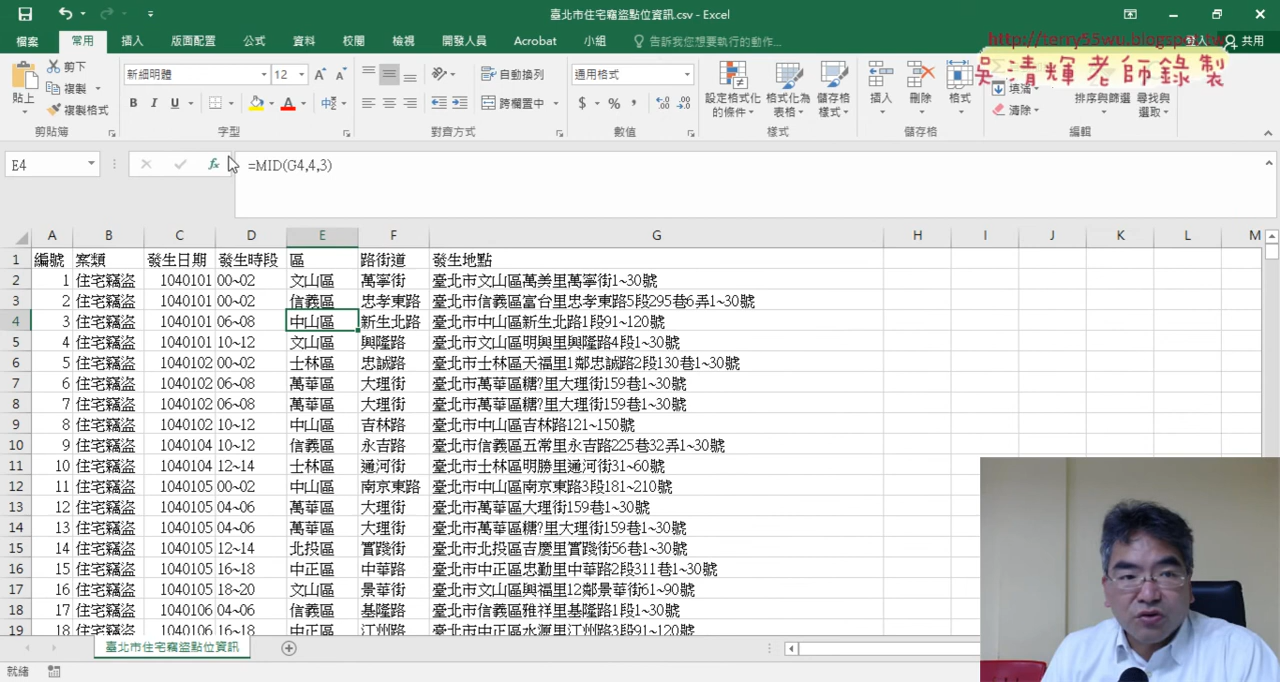 臺北市住宅竊盜點位資訊.csv - Excel
檔案 常用 插入 版面配置 公式 資料 校閱 檢視 開發人員 Acrobat 小組 告訴我您想要執行的動作... 登入 共用
http://terry55wu.blogspot.tw
吳清輝老師錄製
貼上 剪下 複製 複製格式 剪貼簿
新細明體 12 B I U A 中 字型
自動換列 跨欄置中 對齊方式
通用格式 $ % , 數值
設定格式化的條件 格式化為表格 儲存格樣式 樣式
插入 刪除 格式 儲存格
填滿 清除 排序與篩選 尋找與選取 編輯
E4 fx =MID(G4,4,3)
A B C D E F G H I J K L M
1 編號 案類 發生日期 發生時段 區 路街道 發生地點
2 1 住宅竊盜 1040101 00~02 文山區 萬寧街 臺北市文山區萬美里萬寧街1~30號
3 2 住宅竊盜 1040101 00~02 信義區 忠孝東路 臺北市信義區富台里忠孝東路5段295巷6弄1~30號
4 3 住宅竊盜 1040101 06~08 中山區 新生北路 臺北市中山區新生北路1段91~120號
5 4 住宅竊盜 1040101 10~12 文山區 興隆路 臺北市文山區明興里興隆路4段1~30號
6 5 住宅竊盜 1040102 00~02 士林區 忠誠路 臺北市士林區天福里1鄰忠誠路2段130巷1~30號
7 6 住宅竊盜 1040102 06~08 萬華區 大理街 臺北市萬華區糖?里大理街159巷1~30號
8 7 住宅竊盜 1040102 06~08 萬華區 大理街 臺北市萬華區糖?里大理街159巷1~30號
9 8 住宅竊盜 1040102 10~12 中山區 吉林路 臺北市中山區吉林路121~150號
10 9 住宅竊盜 1040104 10~12 信義區 永吉路 臺北市信義區五常里永吉路225巷32弄1~30號
11 10 住宅竊盜 1040104 12~14 士林區 通河街 臺北市士林區明勝里通河街31~60號
12 11 住宅竊盜 1040105 00~02 中山區 南京東路 臺北市中山區南京東路3段181~210號
13 12 住宅竊盜 1040105 04~06 萬華區 大理街 臺北市萬華區大理街159巷1~30號
14 13 住宅竊盜 1040105 04~06 萬華區 大理街 臺北市萬華區糖?里大理街159巷1~30號
15 14 住宅竊盜 1040105 12~14 北投區 實踐街 臺北市北投區吉慶里實踐街56巷1~30號
16 15 住宅竊盜 1040105 16~18 中正區 中華路 臺北市中正區忠勤里中華路2段311巷1~30號
17 16 住宅竊盜 1040105 18~20 文山區 景華街 臺北市文山區興福里12鄰景華街61~90號
18 17 住宅竊盜 1040106 04~06 信義區 基隆路 臺北市信義區雅祥里基隆路1段1~30號
19 18 住宅竊盜 1040106 16~18 中正區 汀州路 臺北市中正區水源里汀州路3段91~120號
臺北市住宅竊盜點位資訊
就緒